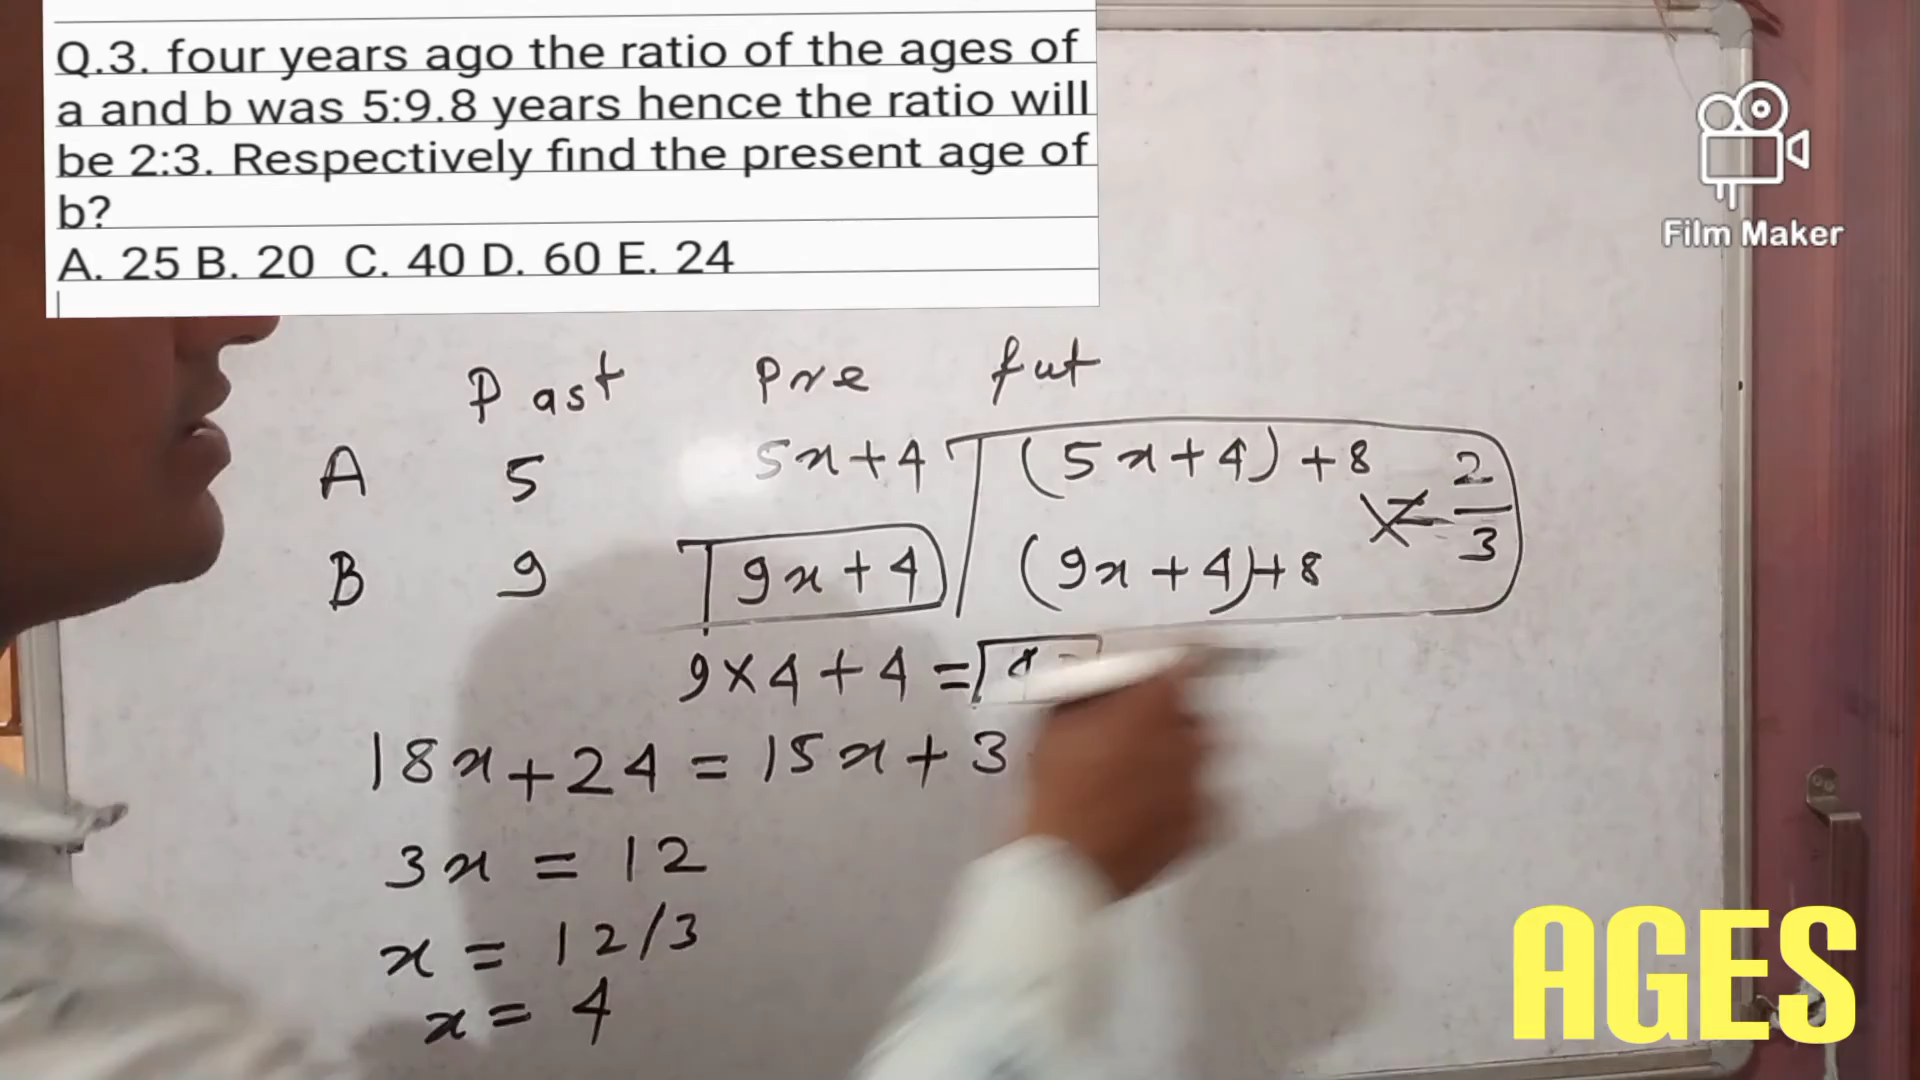 Q.3. four years ago the ratio of the ages of
a and b was 5:9.8 years hence the ratio will
be 2:3. Respectively find the present age of
b?
A. 25 B. 20 C. 40 D. 60 E. 24
Film Maker
Past Pre fut
A 5 5x+4 (5x+4)+8 = 2/3
B 9 9x+4 (9x+4)+8
9×4+4=
18x+24=15x+3
3x=12
x=12/3
x=4
AGES